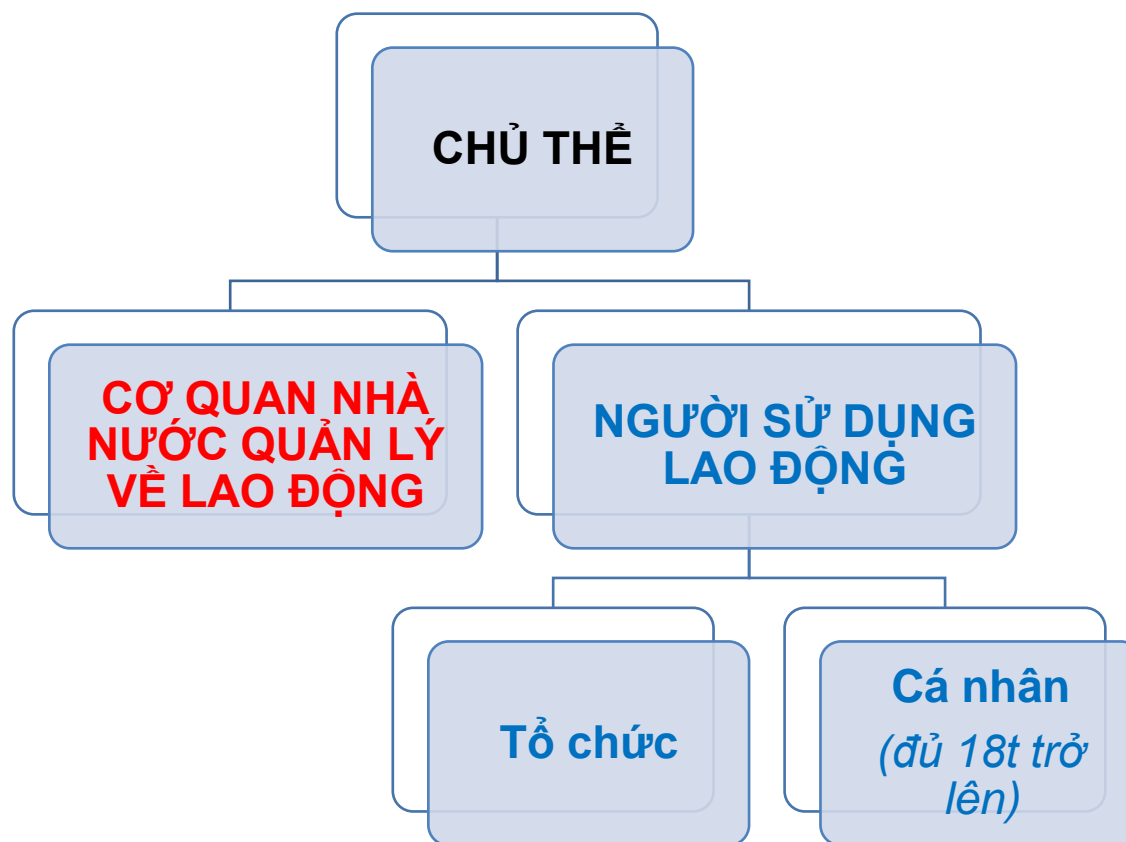 CHỦ THỂ
CƠ QUAN NHÀ
NƯỚC QUẢN LÝ
VỀ LAO ĐỘNG
NGƯỜI SỬ DỤNG
LAO ĐỘNG
Tổ chức
Cá nhân
(đủ 18t trở
lên)